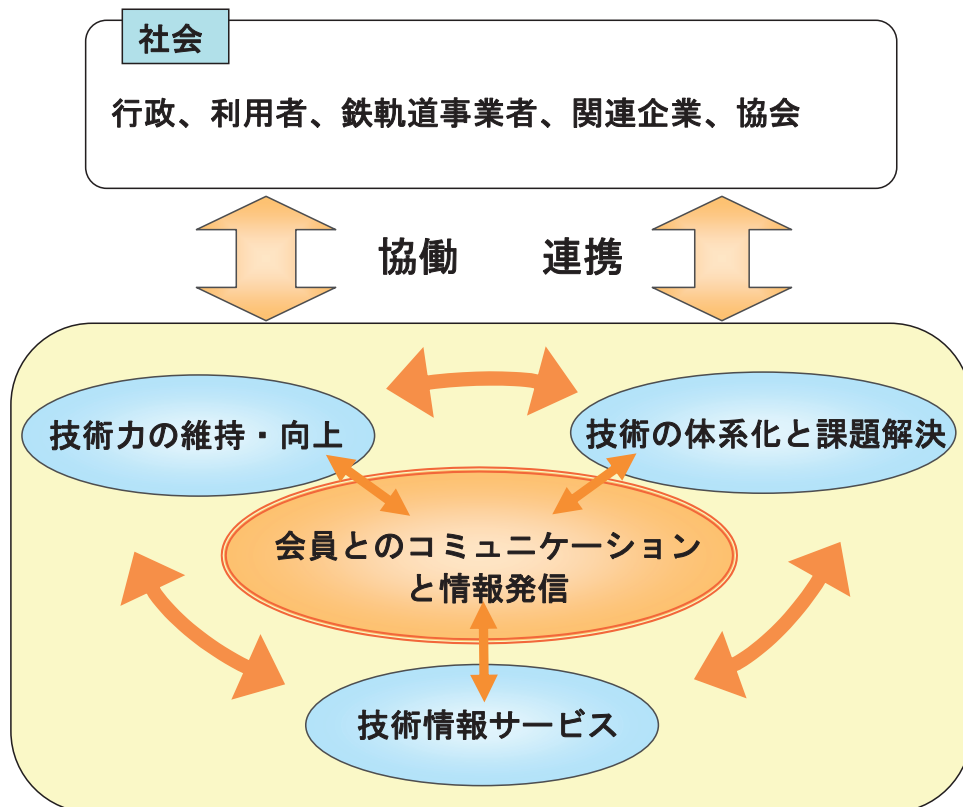 社会
行政、利用者、鉄軌道事業者、関連企業、協会
協働　連携
技術力の維持・向上
技術の体系化と課題解決
会員とのコミュニケーション
と情報発信
技術情報サービス